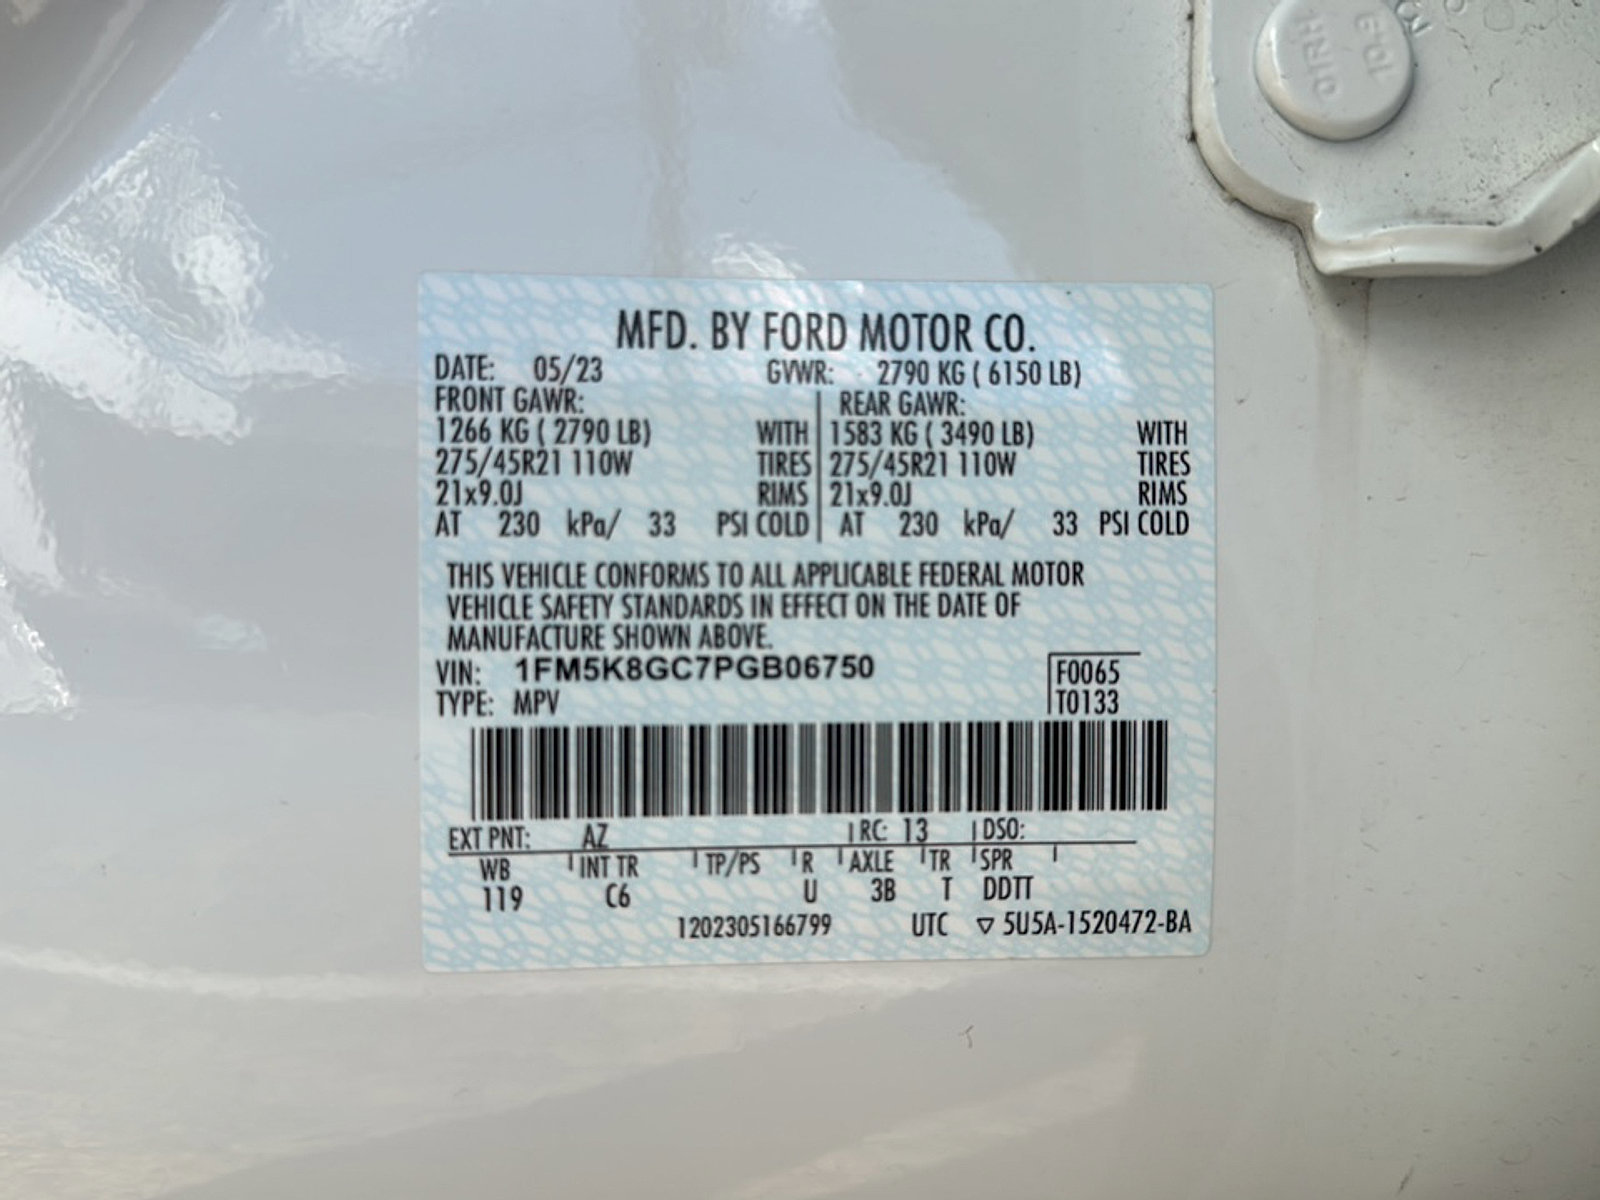 MFD. BY FORD MOTOR CO.
DATE: 05/23 GVWR: 2790 KG ( 6150 LB)
FRONT GAWR: REAR GAWR:
1266 KG ( 2790 LB) WITH 1583 KG ( 3490 LB) WITH
275/45R21 110W TIRES 275/45R21 110W TIRES
21x9.0J RIMS 21x9.0J RIMS
AT 230 kPa/ 33 PSI COLD AT 230 kPa/ 33 PSI COLD
THIS VEHICLE CONFORMS TO ALL APPLICABLE FEDERAL MOTOR
VEHICLE SAFETY STANDARDS IN EFFECT ON THE DATE OF
MANUFACTURE SHOWN ABOVE.
VIN: 1FM5K8GC7PGB06750 F0065
TYPE: MPV T0133
EXT PNT: AZ RC: 13 DSO:
WB INT TR TP/PS R AXLE TR SPR
119 C6 U 3B T DDTT
1202305166799 UTC ▽ 5U5A-1520472-BA